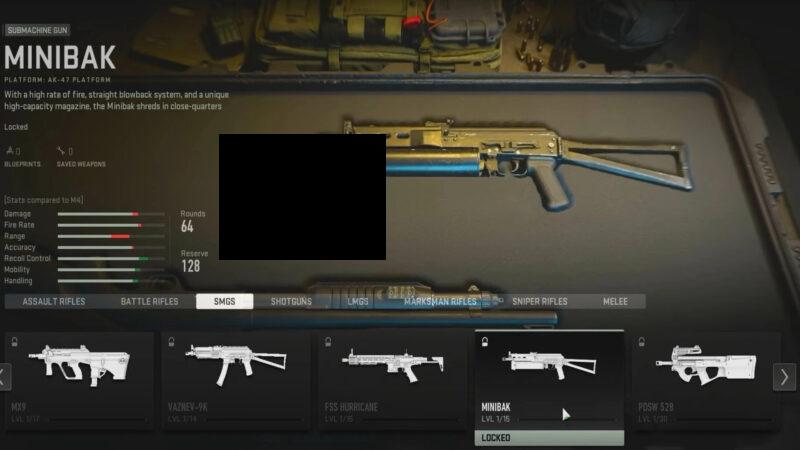 SUBMACHINE GUN
MINIBAK
PLATFORM: AK-47 PLATFORM
With a high rate of fire, straight blowback system, and a unique
high-capacity magazine, the Minibak shreds in close-quarters
Locked
0 0
BLUEPRINTS SAVED WEAPONS
[Stats compared to M4]
Damage
Fire Rate
Range
Accuracy
Recoil Control
Mobility
Handling
Rounds
64
Reserve
128
ASSAULT RIFLES BATTLE RIFLES SMGS SHOTGUNS LMGS MARKSMAN RIFLES SNIPER RIFLES MELEE
MX9 VAZNEV-9K FSS HURRICANE MINIBAK PDSW 528
LVL 1/17 LVL 1/14 LVL 1/16 LVL 1/15 LVL 1/30
LOCKED